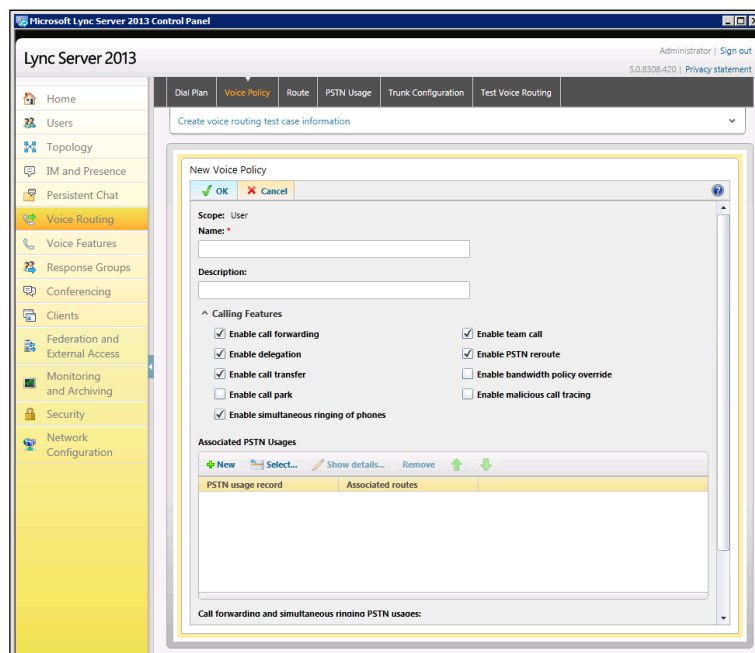 Microsoft Lync Server 2013 Control Panel
Lync Server 2013
Administrator | Sign out
5.0.8308.420 | Privacy statement
Home
Users
Topology
IM and Presence
Persistent Chat
Voice Routing
Voice Features
Response Groups
Conferencing
Clients
Federation and
External Access
Monitoring
and Archiving
Security
Network
Configuration
Dial Plan Voice Policy Route PSTN Usage Trunk Configuration Test Voice Routing
Create voice routing test case information
New Voice Policy
OK Cancel
Scope: User
Name: *
Description:
Calling Features
Enable call forwarding Enable team call
Enable delegation Enable PSTN reroute
Enable call transfer Enable bandwidth policy override
Enable call park Enable malicious call tracing
Enable simultaneous ringing of phones
Associated PSTN Usages
New Select... Show details... Remove
PSTN usage record Associated routes
Call forwarding and simultaneous ringing PSTN usages: